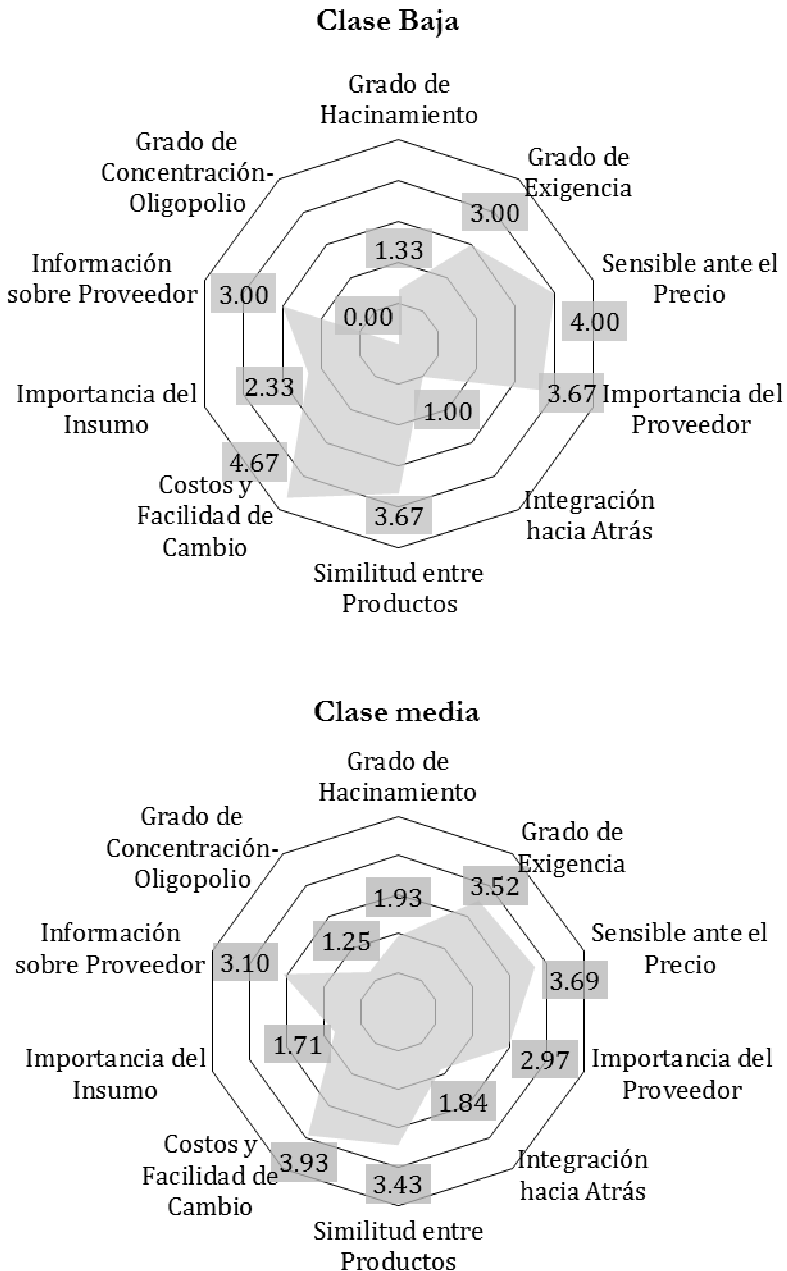 Clase Baja
Grado de
Hacinamiento
Grado de
Concentración-
Oligopolio
Grado de
Exigencia
3.00
1.33
Información
sobre Proveedor
3.00
0.00
Sensible ante el
Precio
4.00
Importancia del
Insumo
2.33
3.67
Importancia del
Proveedor
1.00
4.67
Costos y
Facilidad de
Cambio
3.67
Integración
hacia Atrás
Similitud entre
Productos
Clase media
Grado de
Hacinamiento
Grado de
Concentración-
Oligopolio
Grado de
Exigencia
3.52
1.93
1.25
Información
sobre Proveedor
3.10
Sensible ante el
Precio
3.69
Importancia del
Insumo
1.71
2.97
Importancia del
Proveedor
1.84
Costos y
Facilidad de
Cambio
3.93
3.43
Integración
hacia Atrás
Similitud entre
Productos